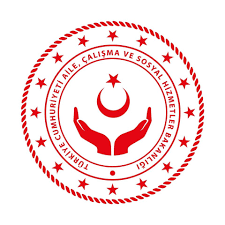 TÜRKİYE CUMHURİYETİ AİLE, ÇALIŞMA VE SOSYAL HİZMETLER BAKANLIĞI